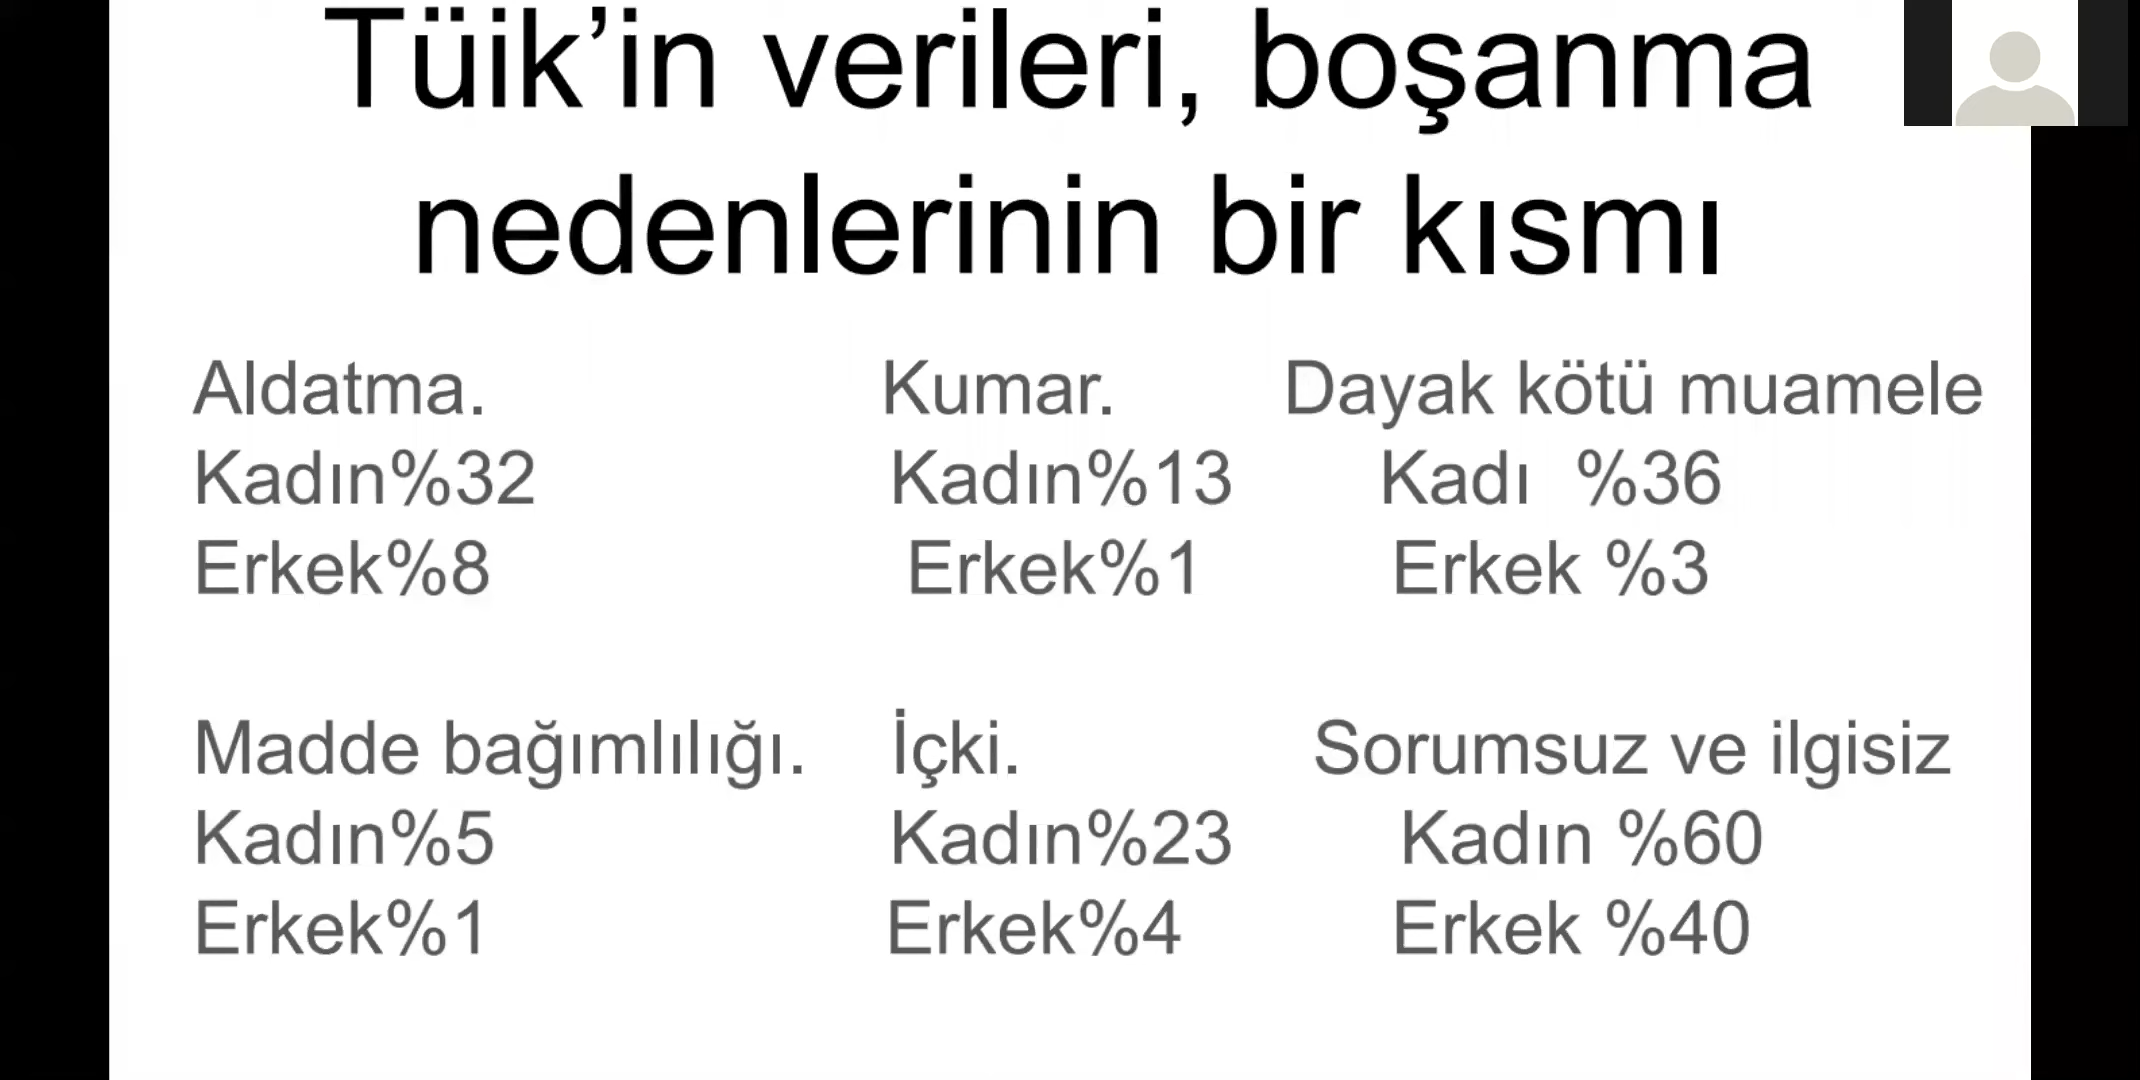 Tüik’in verileri, boşanma
nedenlerinin bir kısmı
Aldatma. Kumar. Dayak kötü muamele
Kadın%32 Kadın%13 Kadı %36
Erkek%8 Erkek%1 Erkek %3
Madde bağımlılığı. İçki. Sorumsuz ve ilgisiz
Kadın%5 Kadın%23 Kadın %60
Erkek%1 Erkek%4 Erkek %40